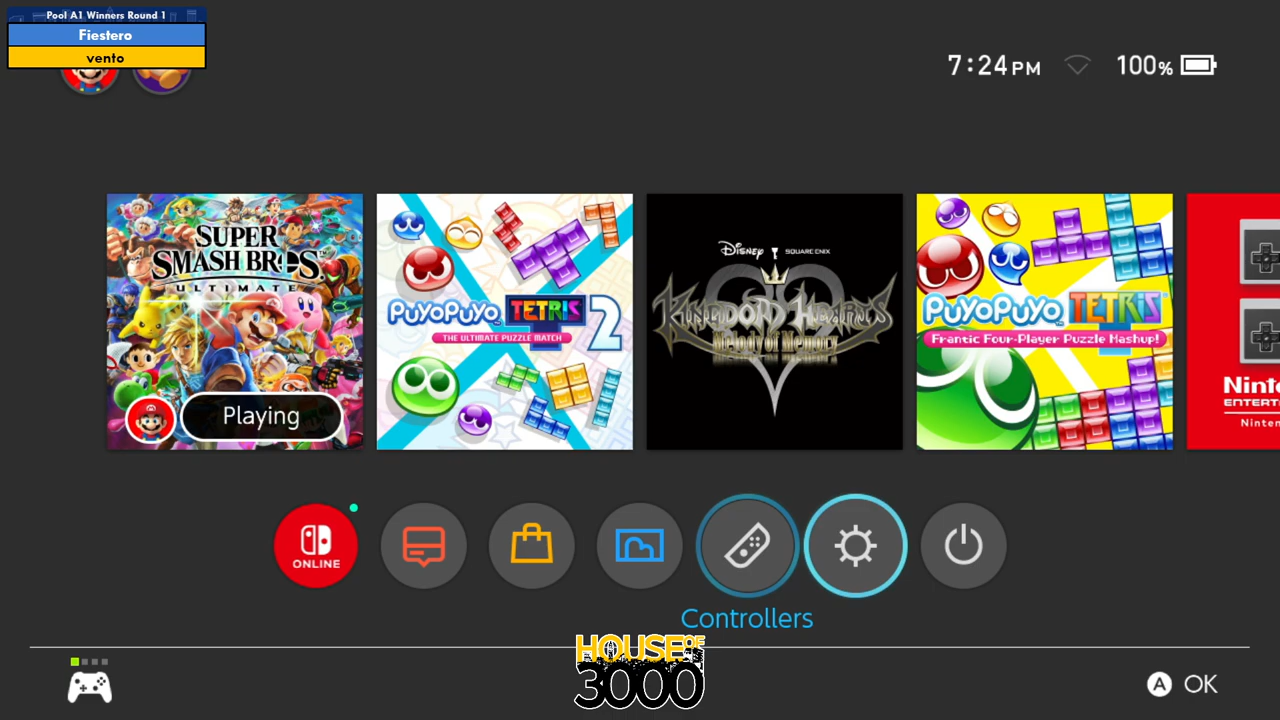 Pool A1 Winners Round 1
Fiestero
vento
7:24 PM
100%
SUPER
SMASH BROS.
ULTIMATE
Playing
PUYOPUYO TETRIS 2
THE ULTIMATE PUZZLE MATCH
Disney
SQUARE ENIX
KINGDOM HEARTS
Melody of Memory
PUYOPUYO TETRIS
Frantic Four-Player Puzzle Mashup!
ONLINE
Controllers
HOUSE OF
3000
A OK